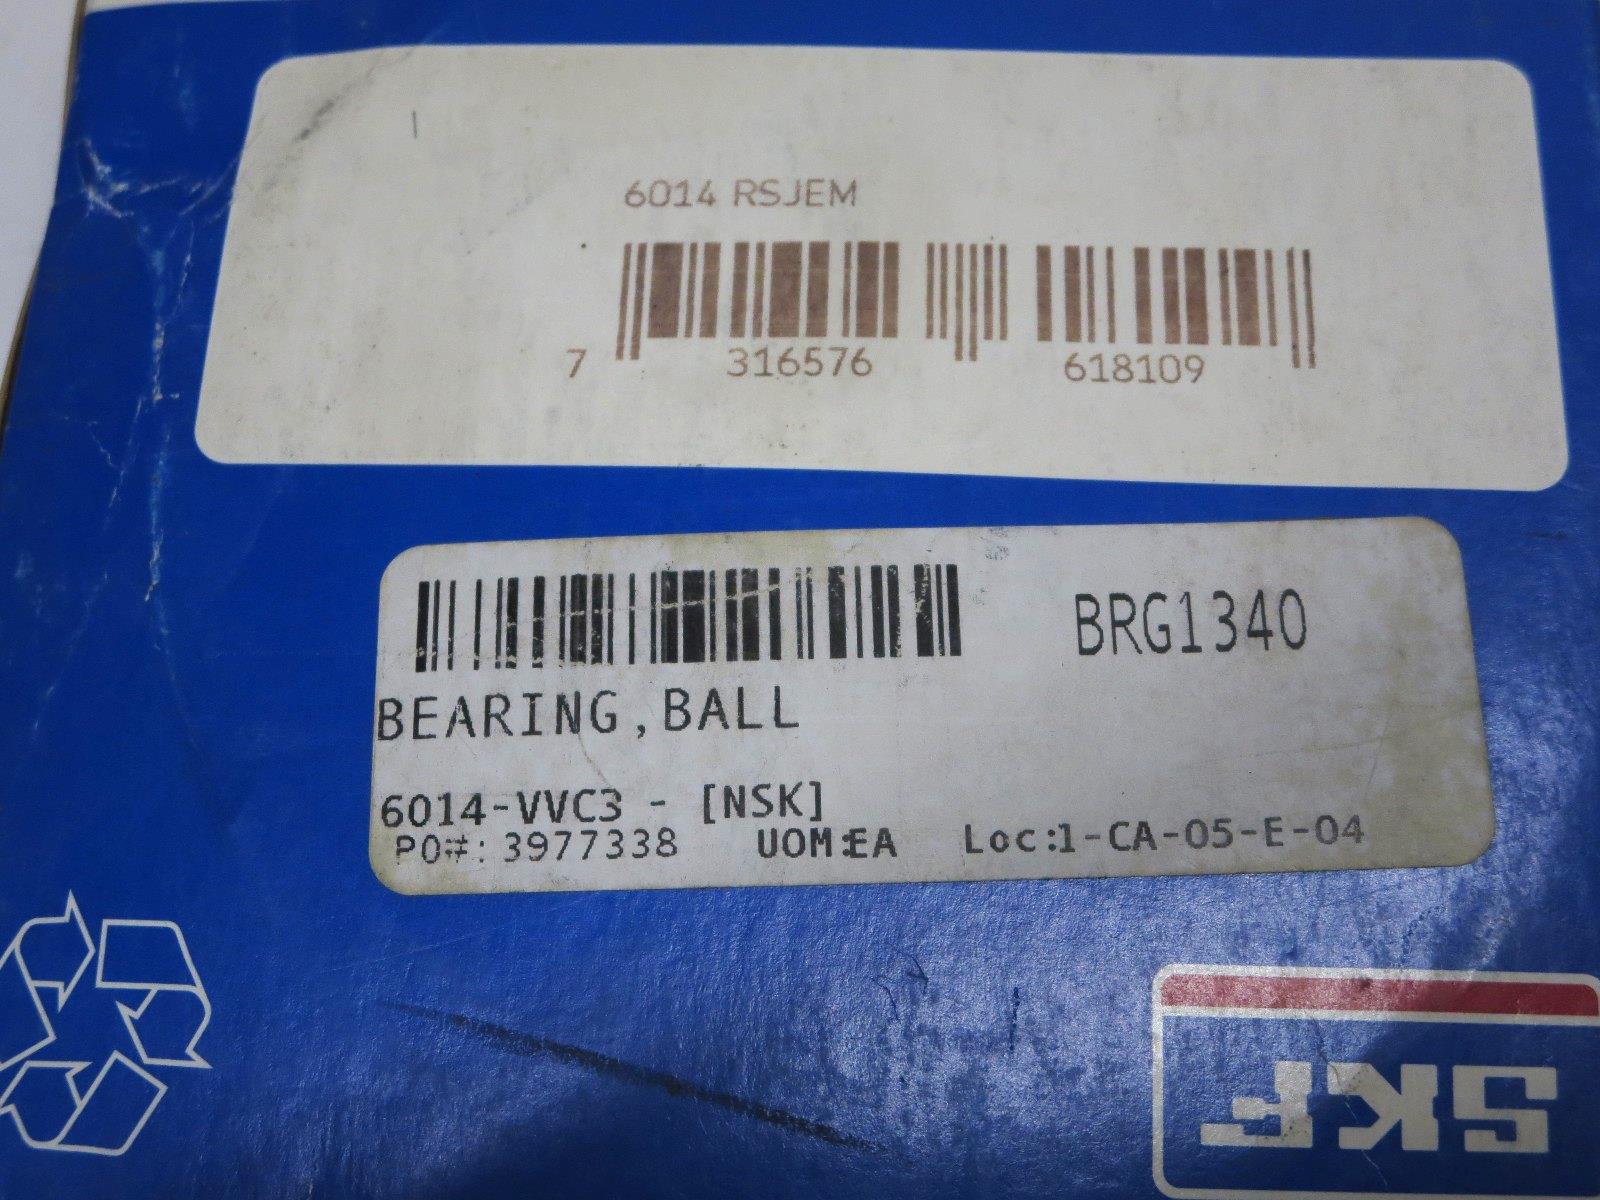 6014 RSJEM
7 316576 618109
BRG1340
BEARING,BALL
6014-VVC3 - [NSK]
PO#: 3977338 UOM:EA Loc:1-CA-05-E-04
SKF